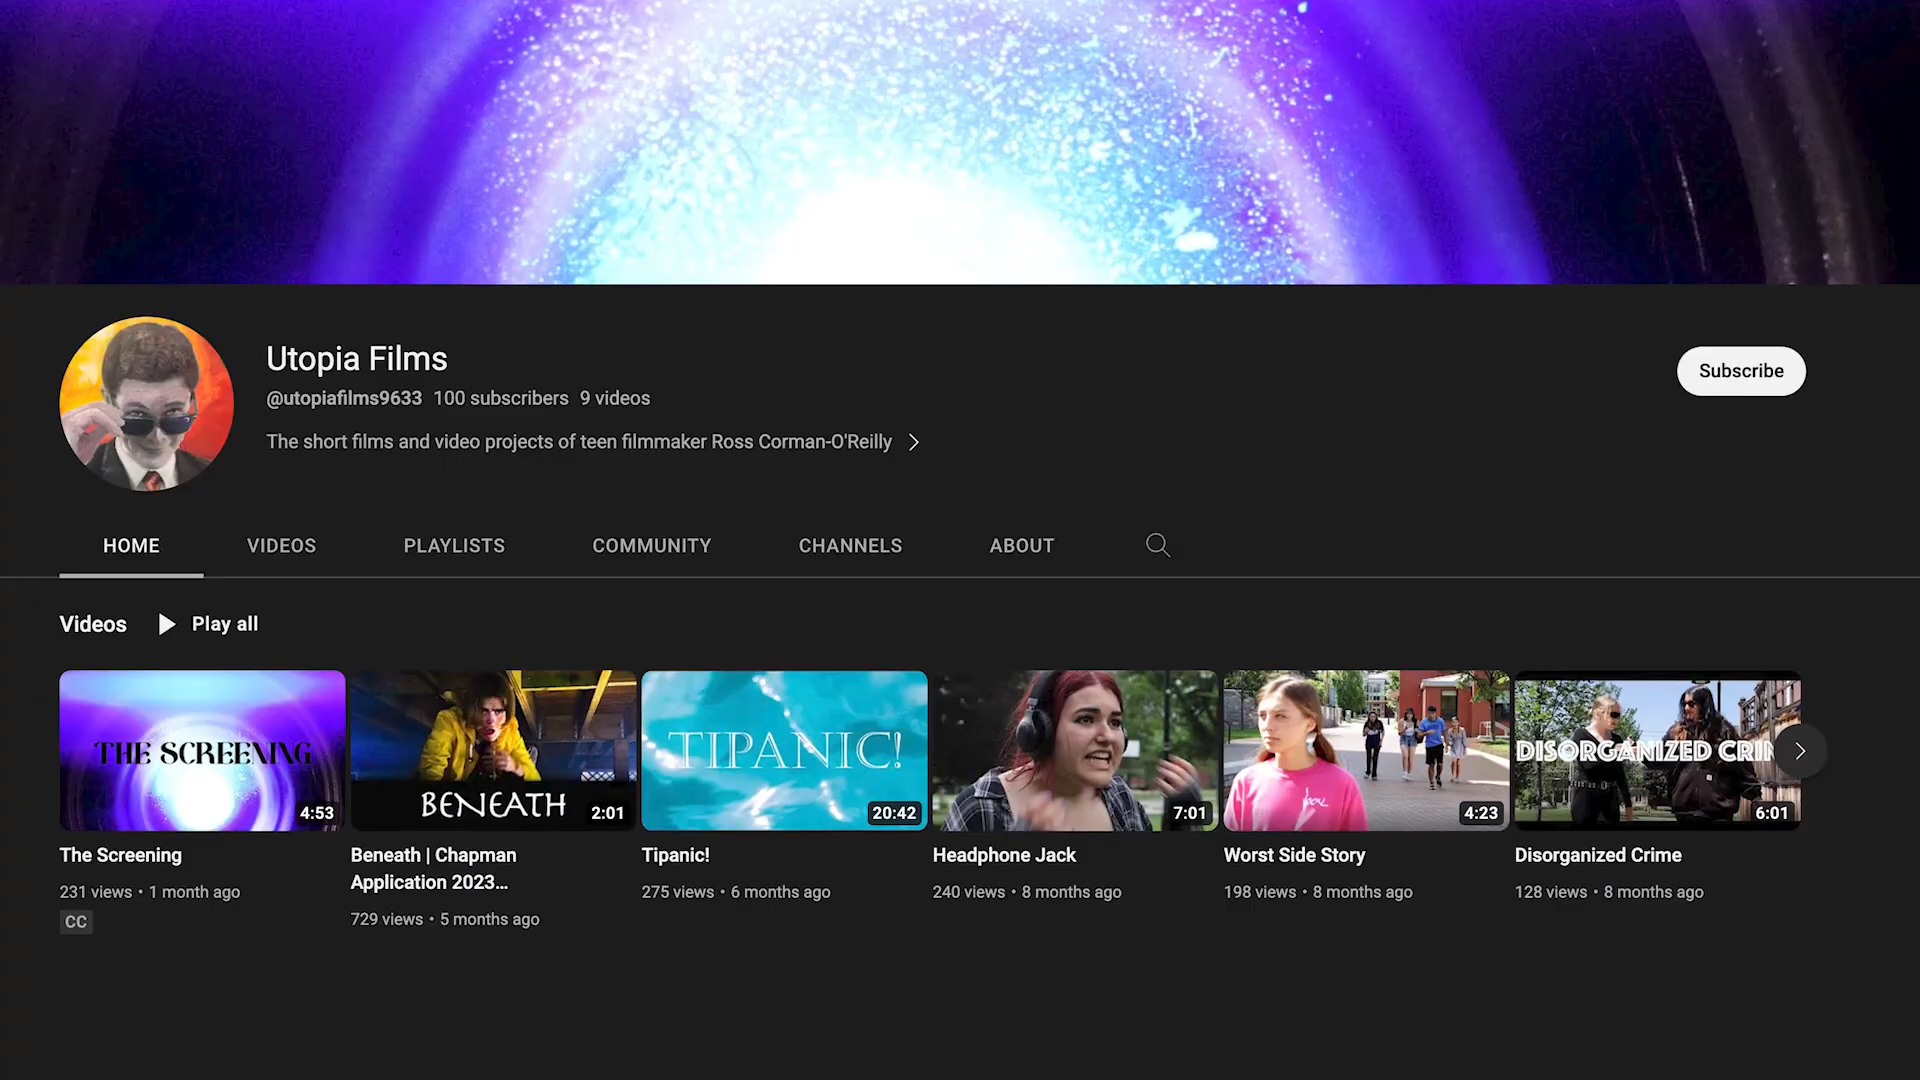 Utopia Films
@utopiafilms9633 100 subscribers 9 videos
The short films and video projects of teen filmmaker Ross Corman-O'Reilly
Subscribe
HOME VIDEOS PLAYLISTS COMMUNITY CHANNELS ABOUT
Videos Play all
THE SCREENING
4:53
The Screening
231 views • 1 month ago
CC
BENEATH
2:01
Beneath | Chapman
Application 2023...
729 views • 5 months ago
TIPANIC!
20:42
Tipanic!
275 views • 6 months ago
7:01
Headphone Jack
240 views • 8 months ago
4:23
Worst Side Story
198 views • 8 months ago
DISORGANIZED CRIM
6:01
Disorganized Crime
128 views • 8 months ago